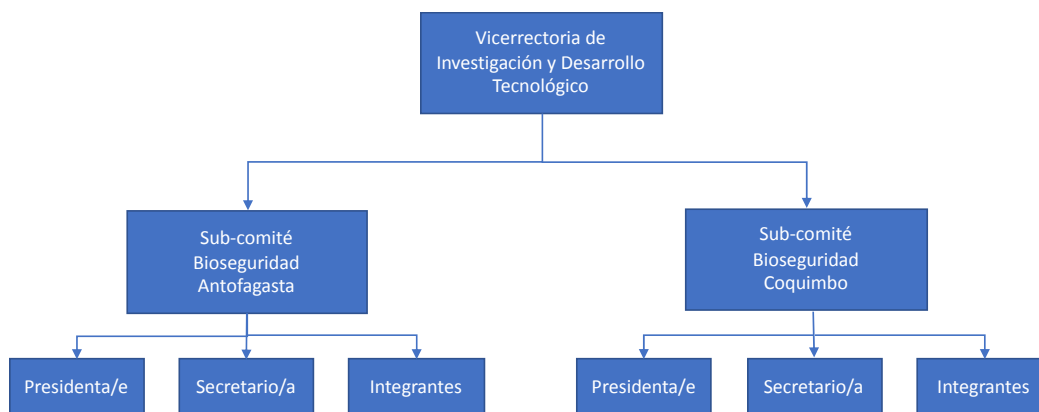 Vicerrectoria de
Investigación y Desarrollo
Tecnológico
Sub-comité
Bioseguridad
Antofagasta
Sub-comité
Bioseguridad
Coquimbo
Presidenta/e
Secretario/a
Integrantes
Presidenta/e
Secretario/a
Integrantes